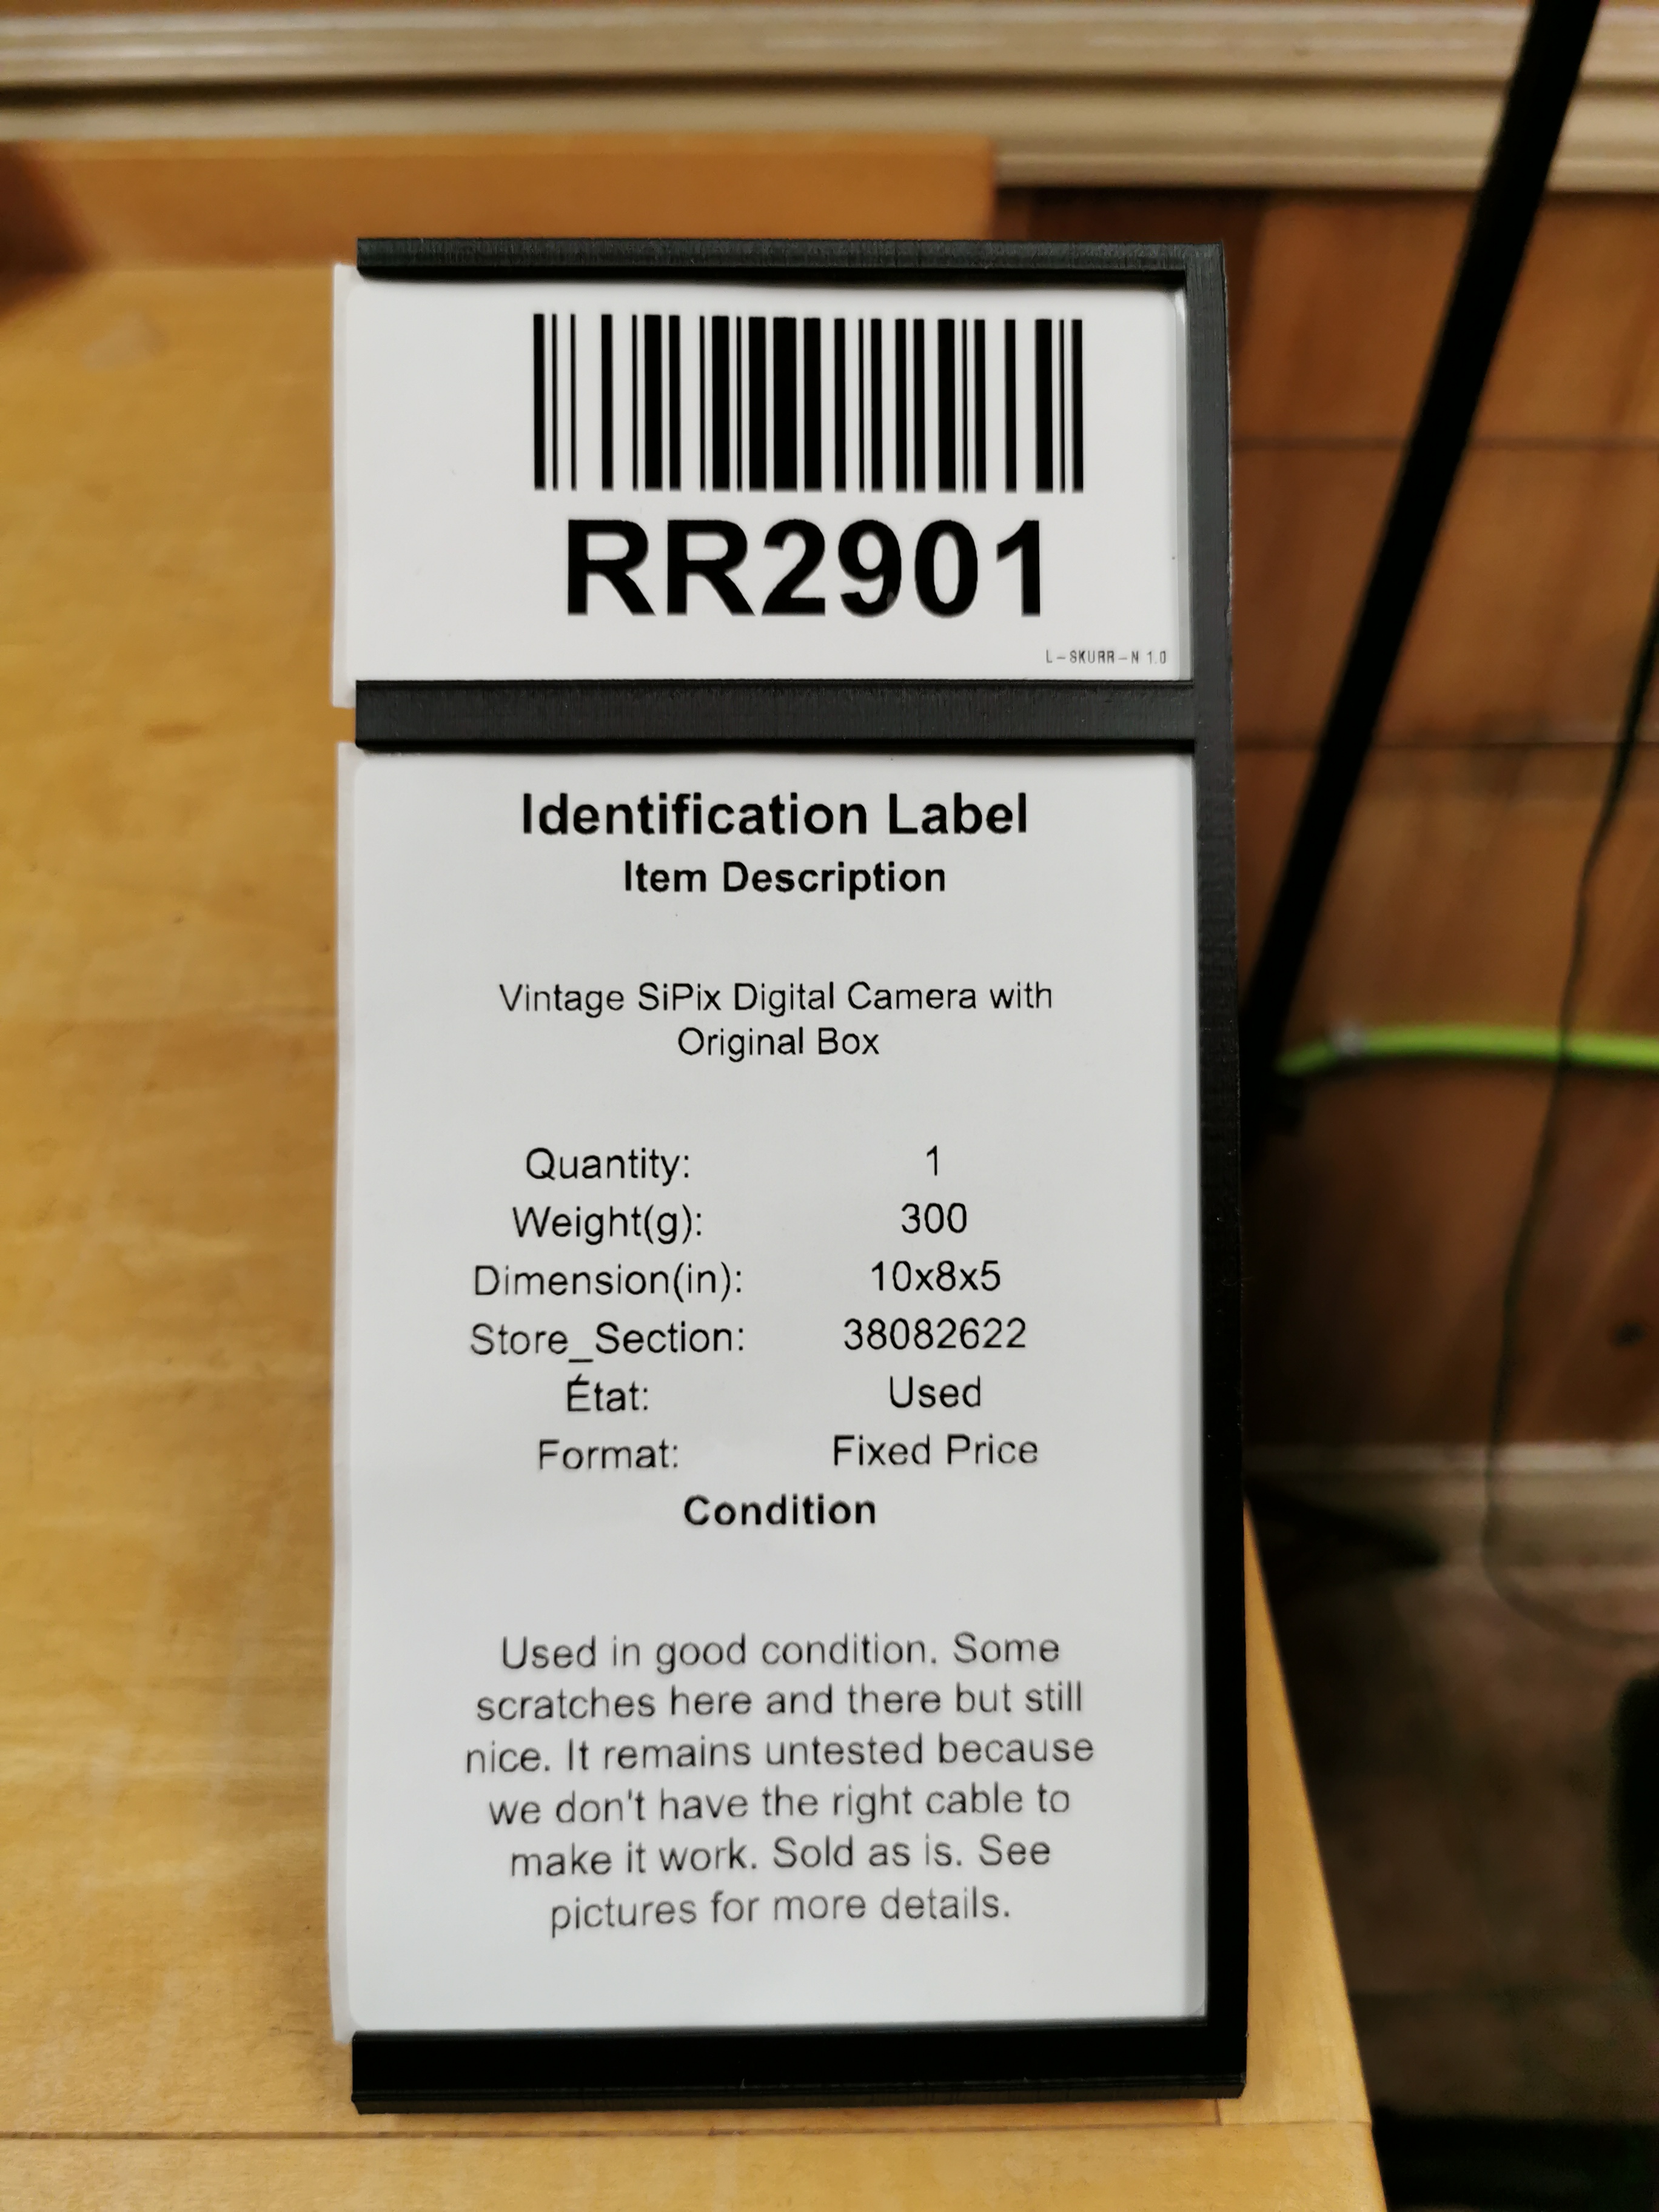 RR2901
L-SKURR-N 1.0
Identification Label
Item Description
Vintage SiPix Digital Camera with
Original Box
Quantity: 1
Weight(g): 300
Dimension(in): 10x8x5
Store_Section: 38082622
État: Used
Format: Fixed Price
Condition
Used in good condition. Some
scratches here and there but still
nice. It remains untested because
we don't have the right cable to
make it work. Sold as is. See
pictures for more details.